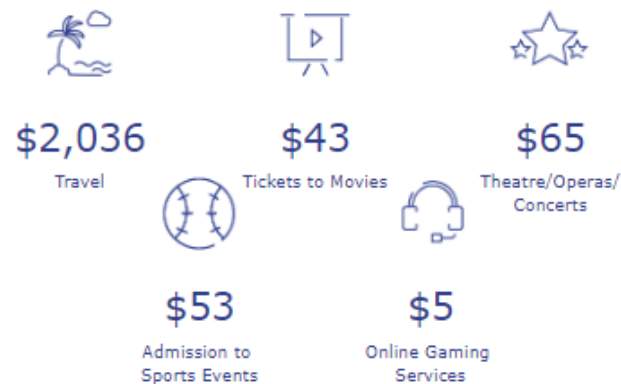 $2,036
Travel
$43
Tickets to Movies
$65
Theatre/Operas/
Concerts
$53
Admission to
Sports Events
$5
Online Gaming
Services